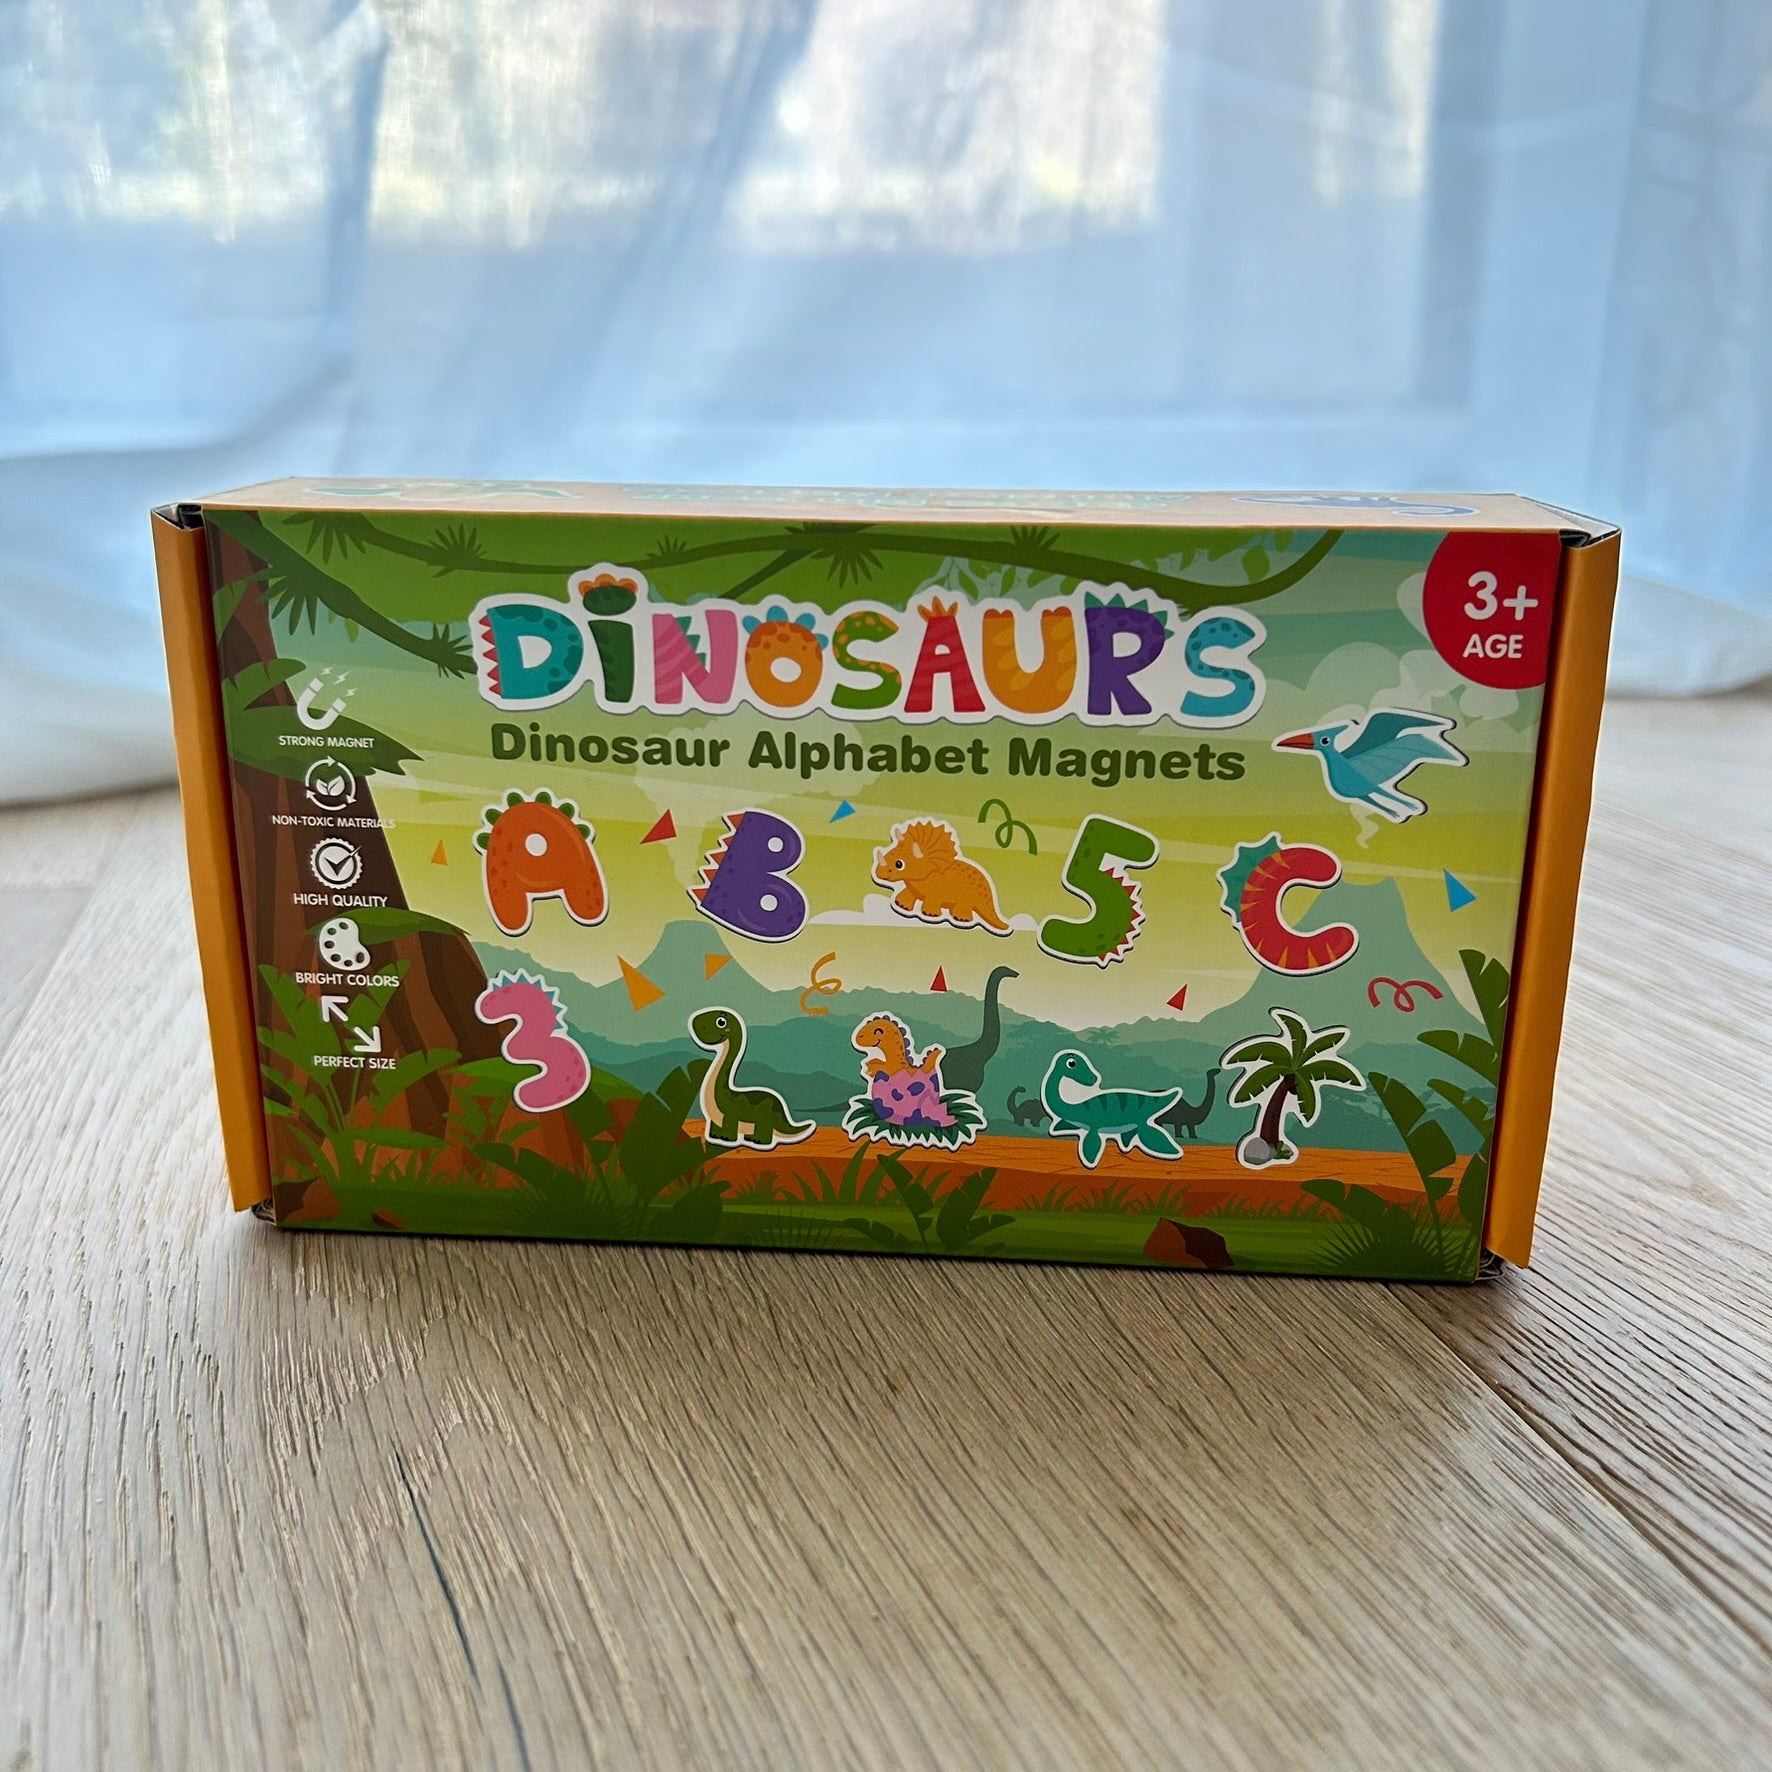 DiNOSAURS
Dinosaur Alphabet Magnets
3+
AGE
STRONG MAGNET
NON-TOXIC MATERIALS
HIGH QUALITY
BRIGHT COLORS
PERFECT SIZE
A B 5 C
3